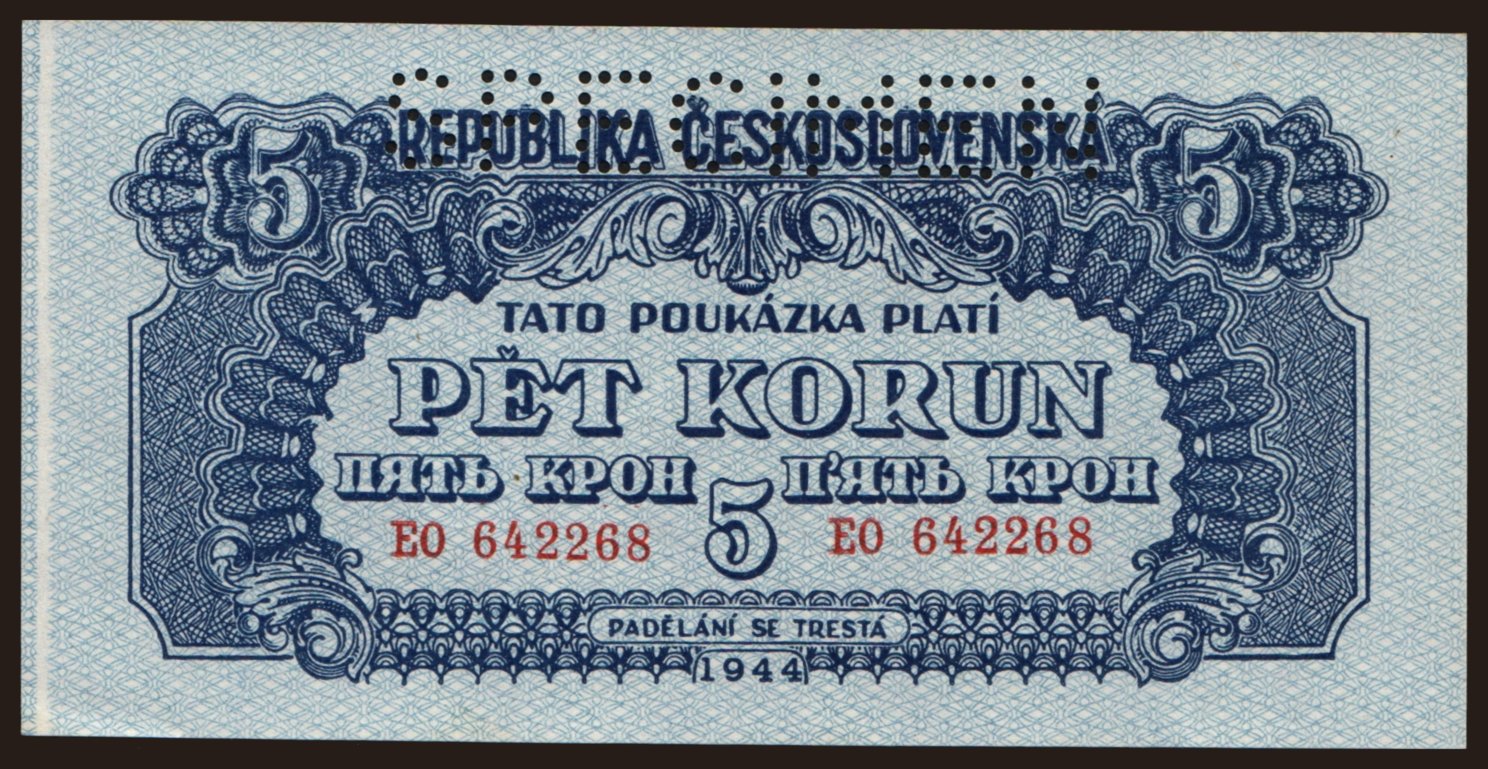 SPECIMEN
REPUBLIKA ČESKOSLOVENSKÁ
5 5
TATO POUKÁZKA PLATÍ
PĚT KORUN
ПЯТЬ КРОН П'ЯТЬ КРОН
5
EO 642268 EO 642268
PADĚLÁNÍ SE TRESTÁ
1944